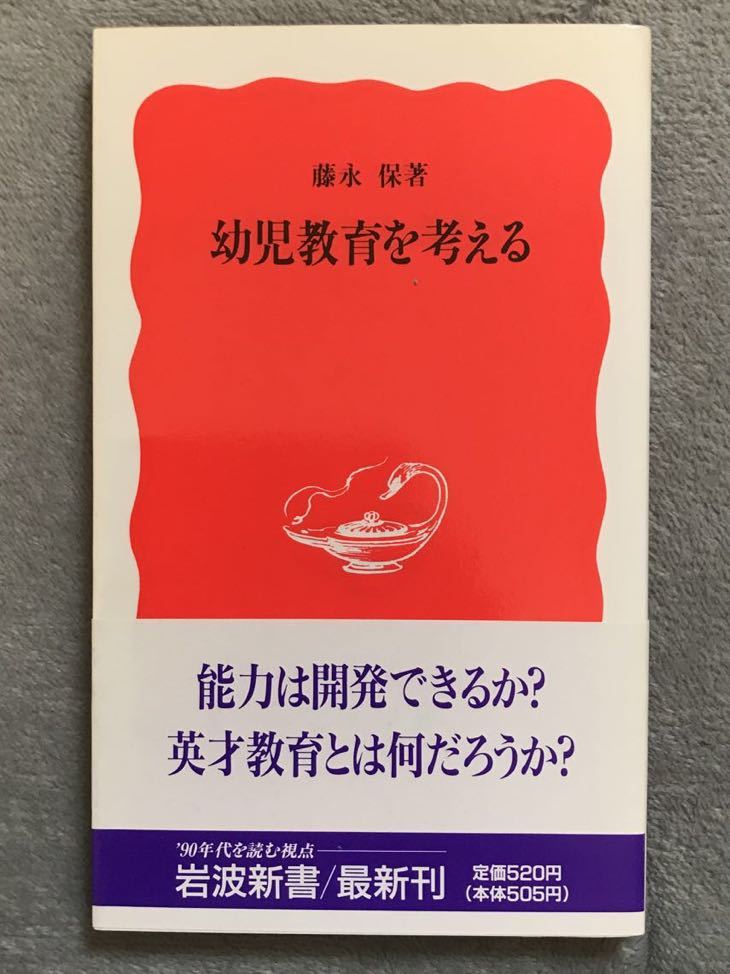 藤永 保著
幼児教育を考える
能力は開発できるか?
英才教育とは何だろうか?
'90年代を読む視点
岩波新書/最新刊
定価520円
(本体505円)